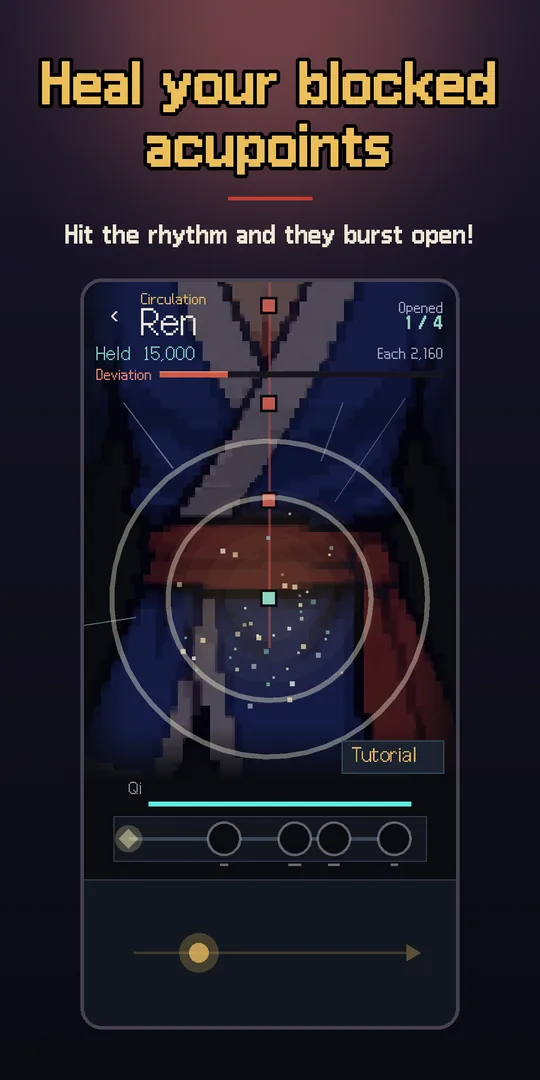 Heal your blocked
acupoints
Hit the rhythm and they burst open!
Circulation
Ren
Opened
1 / 4
Held 15,000
Each 2,160
Deviation
Tutorial
Qi